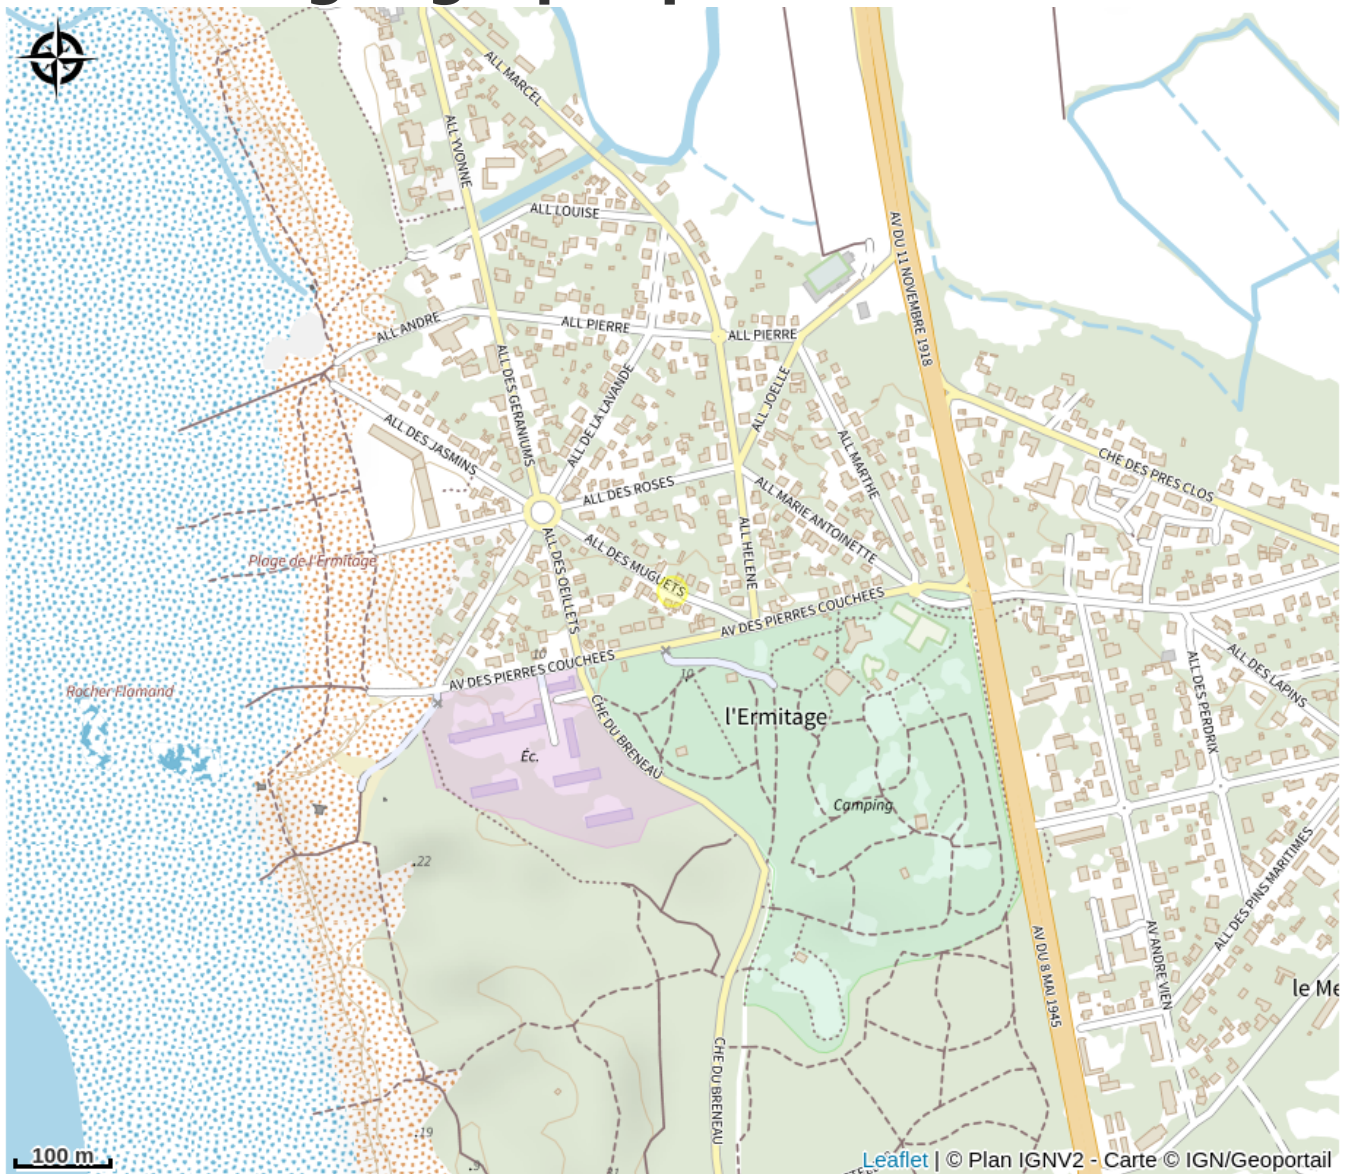 ALL MARCEL
ALL YVONNE
ALL LOUISE
AV DU 11 NOVEMBRE 1918
ALL ANDRE
ALL PIERRE
ALL PIERRE
ALL DES GERANIUMS
ALL DE LA LAVANDE
ALL JOELLE
ALL DES JASMINS
ALL MARTHE
CHE DES PRES CLOS
ALL DES ROSES
ALL MARIE ANTOINETTE
ALL DES MUGUETS
ALL HELENE
ALL DES OEILLETS
Plage de l'Ermitage
AV DES PIERRES COUCHEES
AV DES PIERRES COUCHEES
10
10
Rocher Flamand
ALL DES LAPINS
ALL DES PERDRIX
l'Ermitage
CHE DU BRENEAU
Éc.
Camping
22
ALL DES PINS MARITIMES
AV DU 8 MAI 1945
AV ANDRE VIEN
le Me
CHE DU BRENEAU
19
100 m
Leaflet | © Plan IGNV2 - Carte © IGN/Geoportail